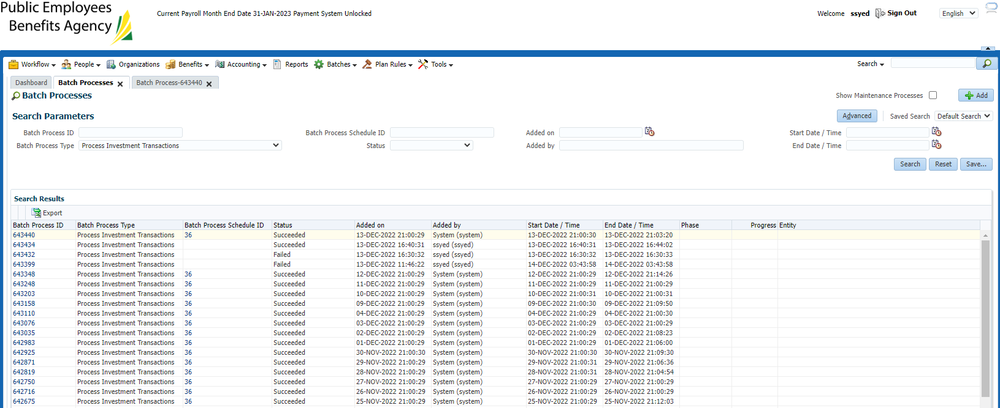 Public Employees
Benefits Agency
Current Payroll Month End Date 31-JAN-2023 Payment System Unlocked
Welcome ssyed Sign Out English
Workflow People Organizations Benefits Accounting Reports Batches Plan Rules Tools Search
Dashboard Batch Processes Batch Process-643440
Batch Processes Show Maintenance Processes Add
Search Parameters Advanced Saved Search Default Search
Batch Process ID Batch Process Schedule ID Added on Start Date / Time
Batch Process Type Process Investment Transactions Status Added by End Date / Time
Search Reset Save...
Search Results
Export
Batch Process ID Batch Process Type Batch Process Schedule ID Status Added on Added by Start Date / Time End Date / Time Phase Progress Entity
643440 Process Investment Transactions 36 Succeeded 13-DEC-2022 21:00:29 System (system) 13-DEC-2022 21:00:30 13-DEC-2022 21:03:20
643434 Process Investment Transactions Succeeded 13-DEC-2022 16:40:31 ssyed (ssyed) 13-DEC-2022 16:40:31 13-DEC-2022 16:44:02
643432 Process Investment Transactions Failed 13-DEC-2022 16:30:32 ssyed (ssyed) 13-DEC-2022 16:30:32 13-DEC-2022 16:30:33
643399 Process Investment Transactions Failed 13-DEC-2022 11:46:22 ssyed (ssyed) 14-DEC-2022 03:43:58 14-DEC-2022 03:43:58
643348 Process Investment Transactions 36 Succeeded 12-DEC-2022 21:00:29 System (system) 12-DEC-2022 21:00:29 12-DEC-2022 21:14:26
643248 Process Investment Transactions 36 Succeeded 11-DEC-2022 21:00:29 System (system) 11-DEC-2022 21:00:29 11-DEC-2022 21:00:29
643203 Process Investment Transactions 36 Succeeded 10-DEC-2022 21:00:29 System (system) 10-DEC-2022 21:00:31 10-DEC-2022 21:00:31
643158 Process Investment Transactions 36 Succeeded 09-DEC-2022 21:00:29 System (system) 09-DEC-2022 21:00:30 09-DEC-2022 21:09:50
643110 Process Investment Transactions 36 Succeeded 04-DEC-2022 21:00:29 System (system) 04-DEC-2022 21:00:29 04-DEC-2022 21:00:30
643076 Process Investment Transactions 36 Succeeded 03-DEC-2022 21:00:29 System (system) 03-DEC-2022 21:00:29 03-DEC-2022 21:00:29
643035 Process Investment Transactions 36 Succeeded 02-DEC-2022 21:00:29 System (system) 02-DEC-2022 21:00:29 02-DEC-2022 21:08:23
642983 Process Investment Transactions 36 Succeeded 01-DEC-2022 21:00:29 System (system) 01-DEC-2022 21:00:29 01-DEC-2022 21:06:00
642925 Process Investment Transactions 36 Succeeded 30-NOV-2022 21:00:30 System (system) 30-NOV-2022 21:00:30 30-NOV-2022 21:09:30
642871 Process Investment Transactions 36 Succeeded 29-NOV-2022 21:00:29 System (system) 29-NOV-2022 21:00:31 29-NOV-2022 21:06:36
642819 Process Investment Transactions 36 Succeeded 28-NOV-2022 21:00:29 System (system) 28-NOV-2022 21:00:31 28-NOV-2022 21:04:54
642750 Process Investment Transactions 36 Succeeded 27-NOV-2022 21:00:29 System (system) 27-NOV-2022 21:00:29 27-NOV-2022 21:00:29
642716 Process Investment Transactions 36 Succeeded 26-NOV-2022 21:00:29 System (system) 26-NOV-2022 21:00:29 26-NOV-2022 21:00:29
642675 Process Investment Transactions 36 Succeeded 25-NOV-2022 21:00:29 System (system) 25-NOV-2022 21:00:29 25-NOV-2022 21:12:03